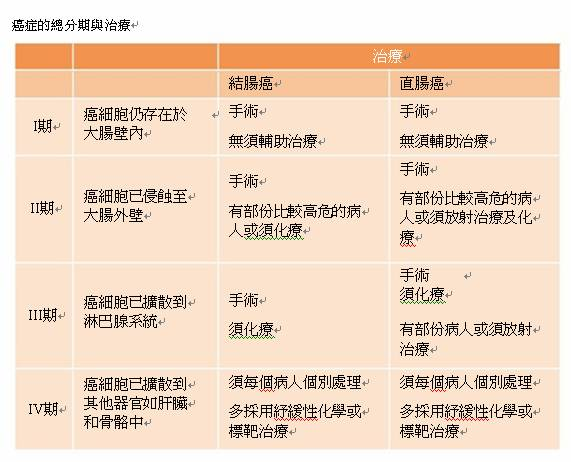 癌症的總分期與治療
治療
結腸癌 直腸癌
I期
癌細胞仍存在於
大腸壁內
手術
無須輔助治療
手術
無須輔助治療
II期
癌細胞已侵蝕至
大腸外壁
手術
有部份比較高危的病
人或須化療
手術
有部份比較高危的病
人或須放射治療及化
療
III期
癌細胞已擴散到
淋巴腺系統
手術
須化療
手術
須化療
有部份病人或須放射
治療
IV期
癌細胞已擴散到
其他器官如肝臟
和骨骼中
須每個病人個別處理
多採用紓緩性化學或
標靶治療
須每個病人個別處理
多採用紓緩性化學或
標靶治療